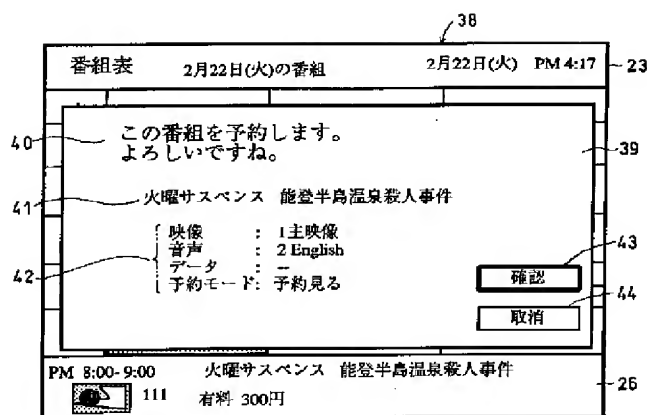 38
番組表 2月22日(火)の番組 2月22日(火) PM 4:17 23
40 この番組を予約します。
よろしいですね。 39
41 火曜サスペンス 能登半島温泉殺人事件
42 映像 : 1主映像
音声 : 2 English
データ : --
予約モード: 予約見る
確認 43
取消 44
PM 8:00-9:00 火曜サスペンス 能登半島温泉殺人事件
111 有料 300円 26